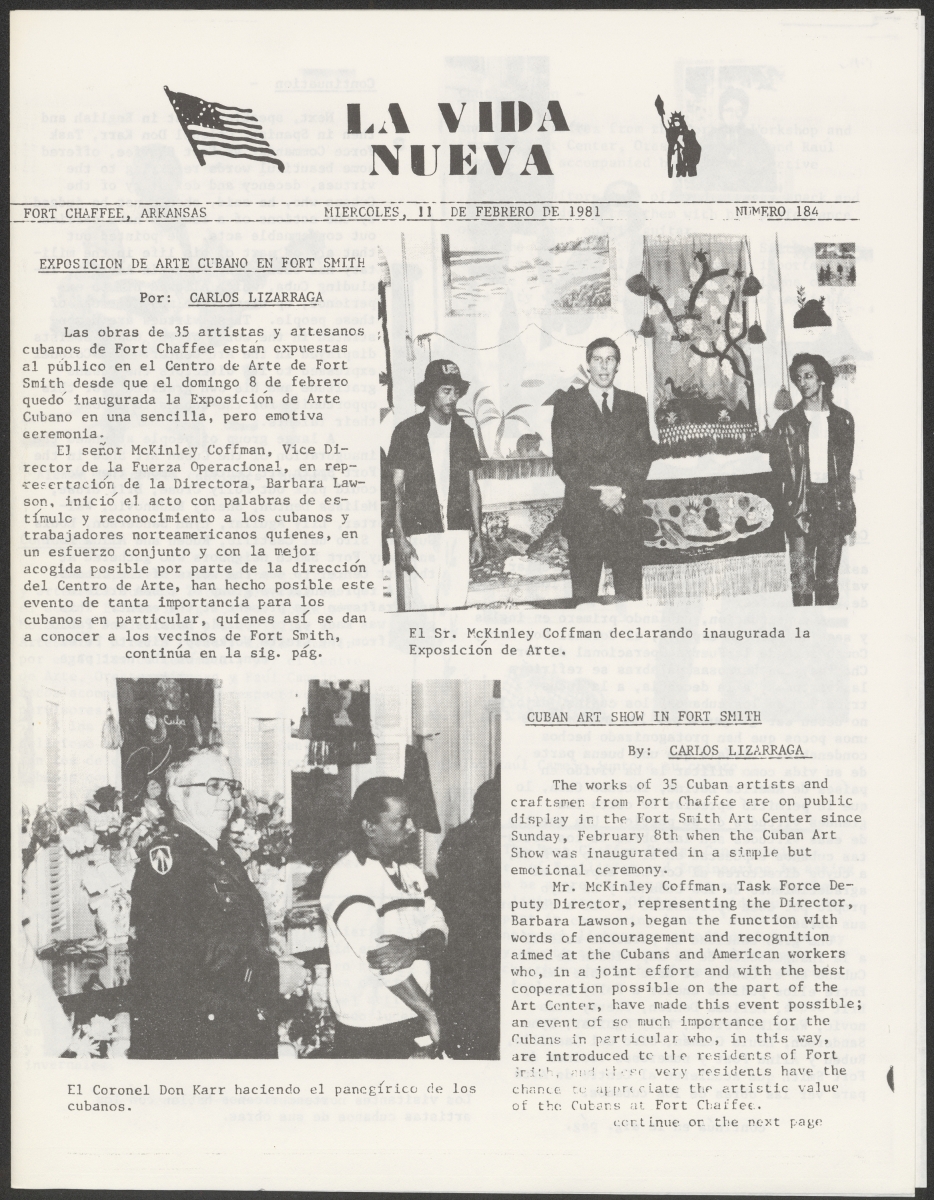 LA VIDA
NUEVA
FORT CHAFFEE, ARKANSAS MIERCOLES, 11 DE FEBRERO DE 1981 NUMERO 184
EXPOSICION DE ARTE CUBANO EN FORT SMITH
Por: CARLOS LIZARRAGA
Las obras de 35 artistas y artesanos
cubanos de Fort Chaffee están expuestas
al público en el Centro de Arte de Fort
Smith desde que el domingo 8 de febrero
quedó inaugurada la Exposición de Arte
Cubano en una sencilla, pero emotiva
ceremonia.
El señor McKinley Coffman, Vice Di-
rector de la Fuerza Operacional, en rep-
resertación de la Directora, Barbara Law-
son, inició el acto con palabras de es-
tímulo y reconocimiento a los cubanos y
trabajadores norteamericanos quienes, en
un esfuerzo conjunto y con la mejor
acogida posible por parte de la dirección
del Centro de Arte, han hecho posible este
evento de tanta importancia para los
cubanos en particular, quienes así se dan
a conocer a los vecinos de Fort Smith,
continúa en la sig. pág.
El Sr. McKinley Coffman declarando inaugurada la
Exposición de Arte.
Cuba
El Coronel Don Karr haciendo el panegírico de los
cubanos.
CUBAN ART SHOW IN FORT SMITH
By: CARLOS LIZARRAGA
The works of 35 Cuban artists and
craftsmen from Fort Chaffee are on public
display in the Fort Smith Art Center since
Sunday, February 8th when the Cuban Art
Show was inaugurated in a simple but
emotional ceremony.
Mr. McKinley Coffman, Task Force De-
puty Director, representing the Director,
Barbara Lawson, began the function with
words of encouragement and recognition
aimed at the Cubans and American workers
who, in a joint effort and with the best
cooperation possible on the part of the
Art Center, have made this event possible;
an event of so much importance for the
Cubans in particular who, in this way,
are introduced to the residents of Fort
Smith, and these very residents have the
chance to appreciate the artistic value
of the Cubans at Fort Chaffee.
continue on the next page